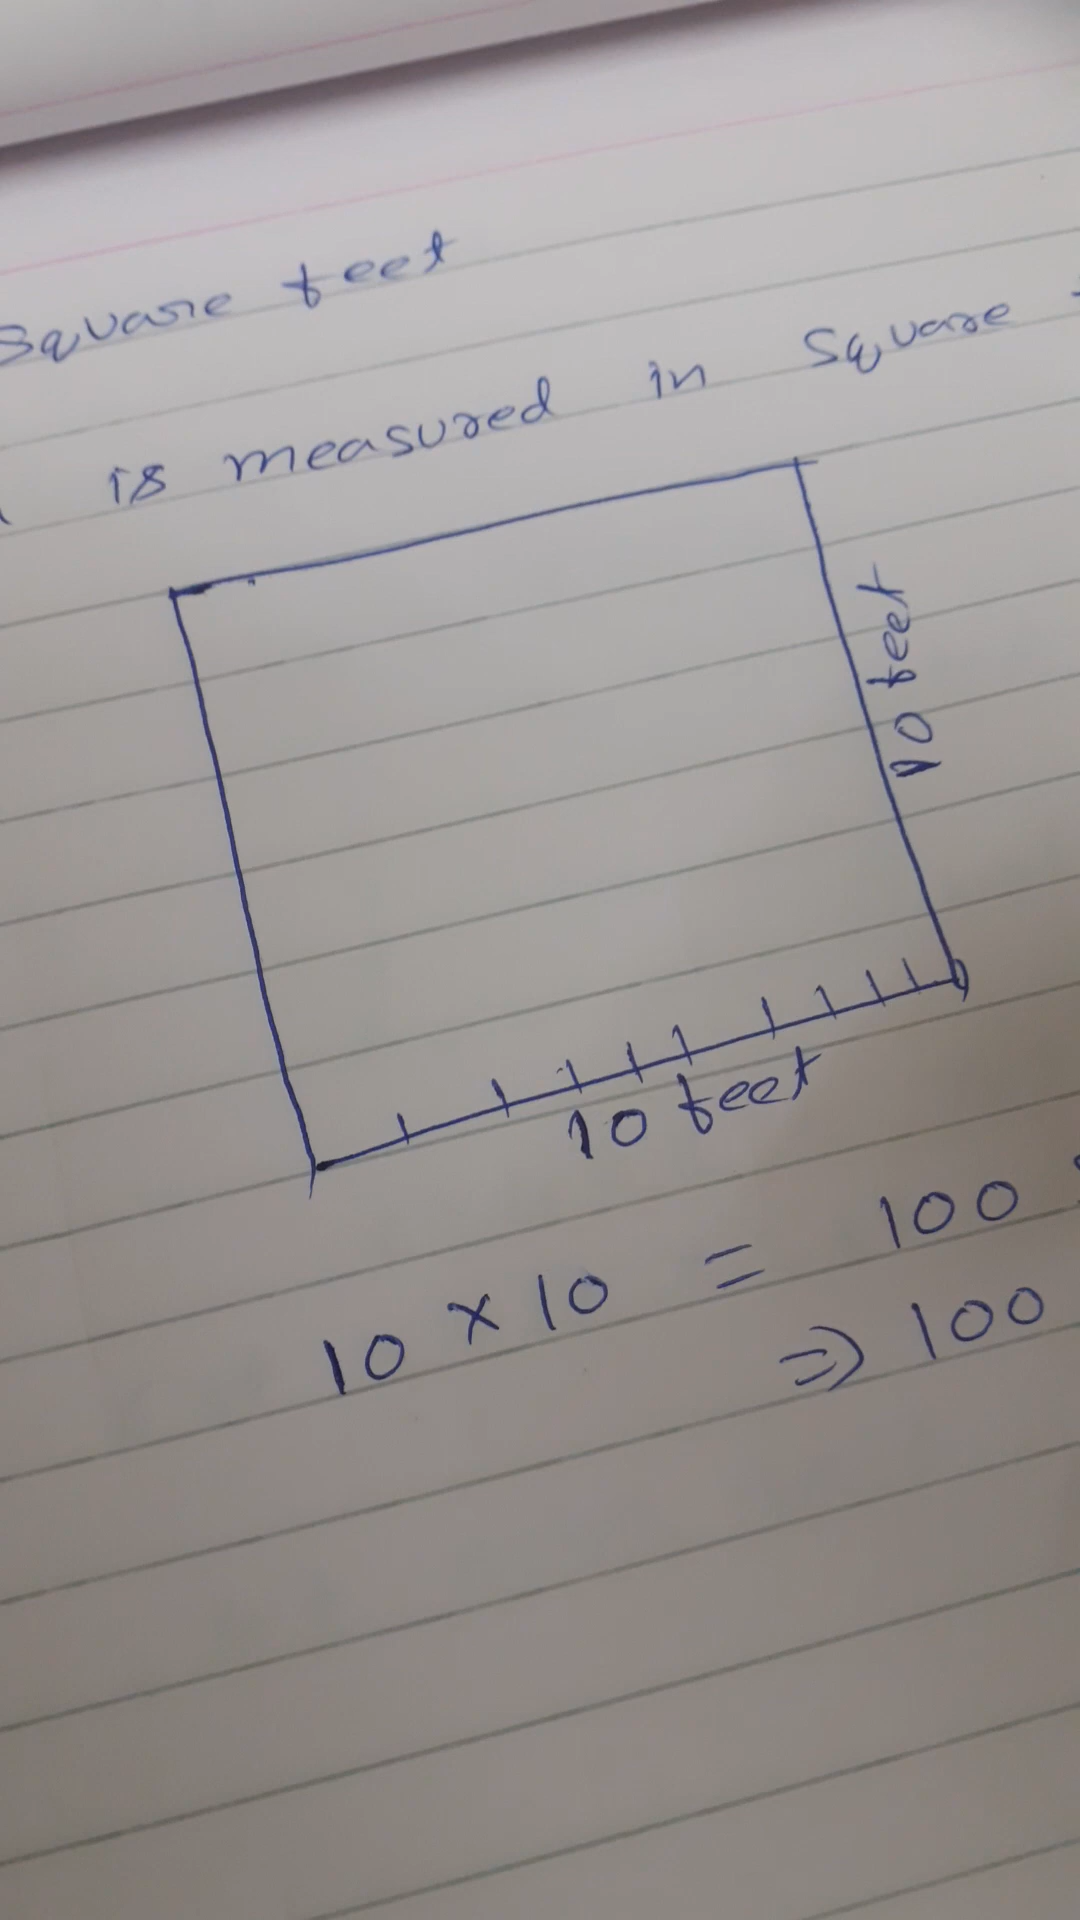 Square feet
is measured in Square
10 feet
10 feet
10 × 10 = 100
⇒ 100